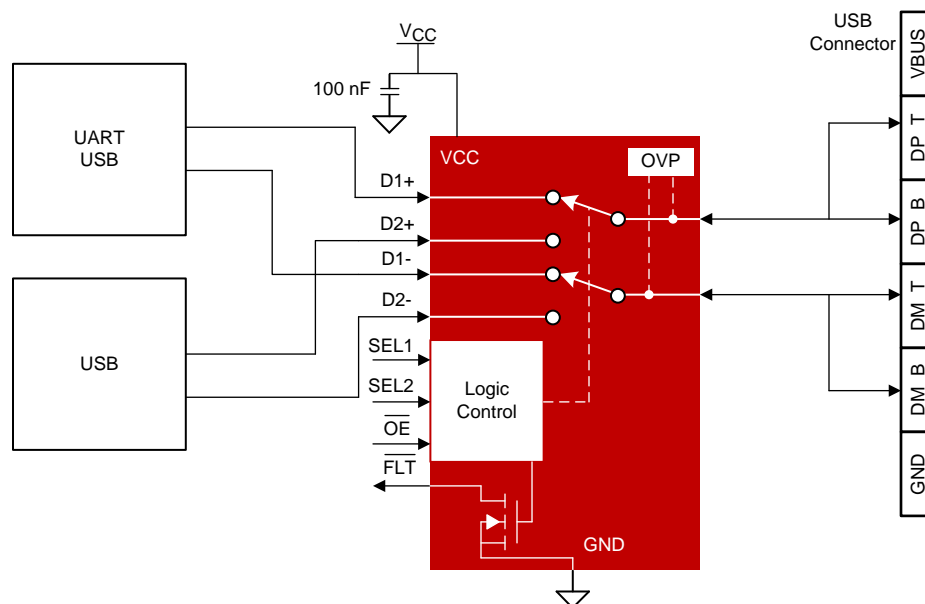 VCC
100 nF
UART
USB
USB
D1+
D2+
D1-
D2-
SEL1
SEL2
OE
FLT
VCC
OVP
Logic
Control
GND
USB
Connector
VBUS
DP T
DP B
DM T
DM B
GND